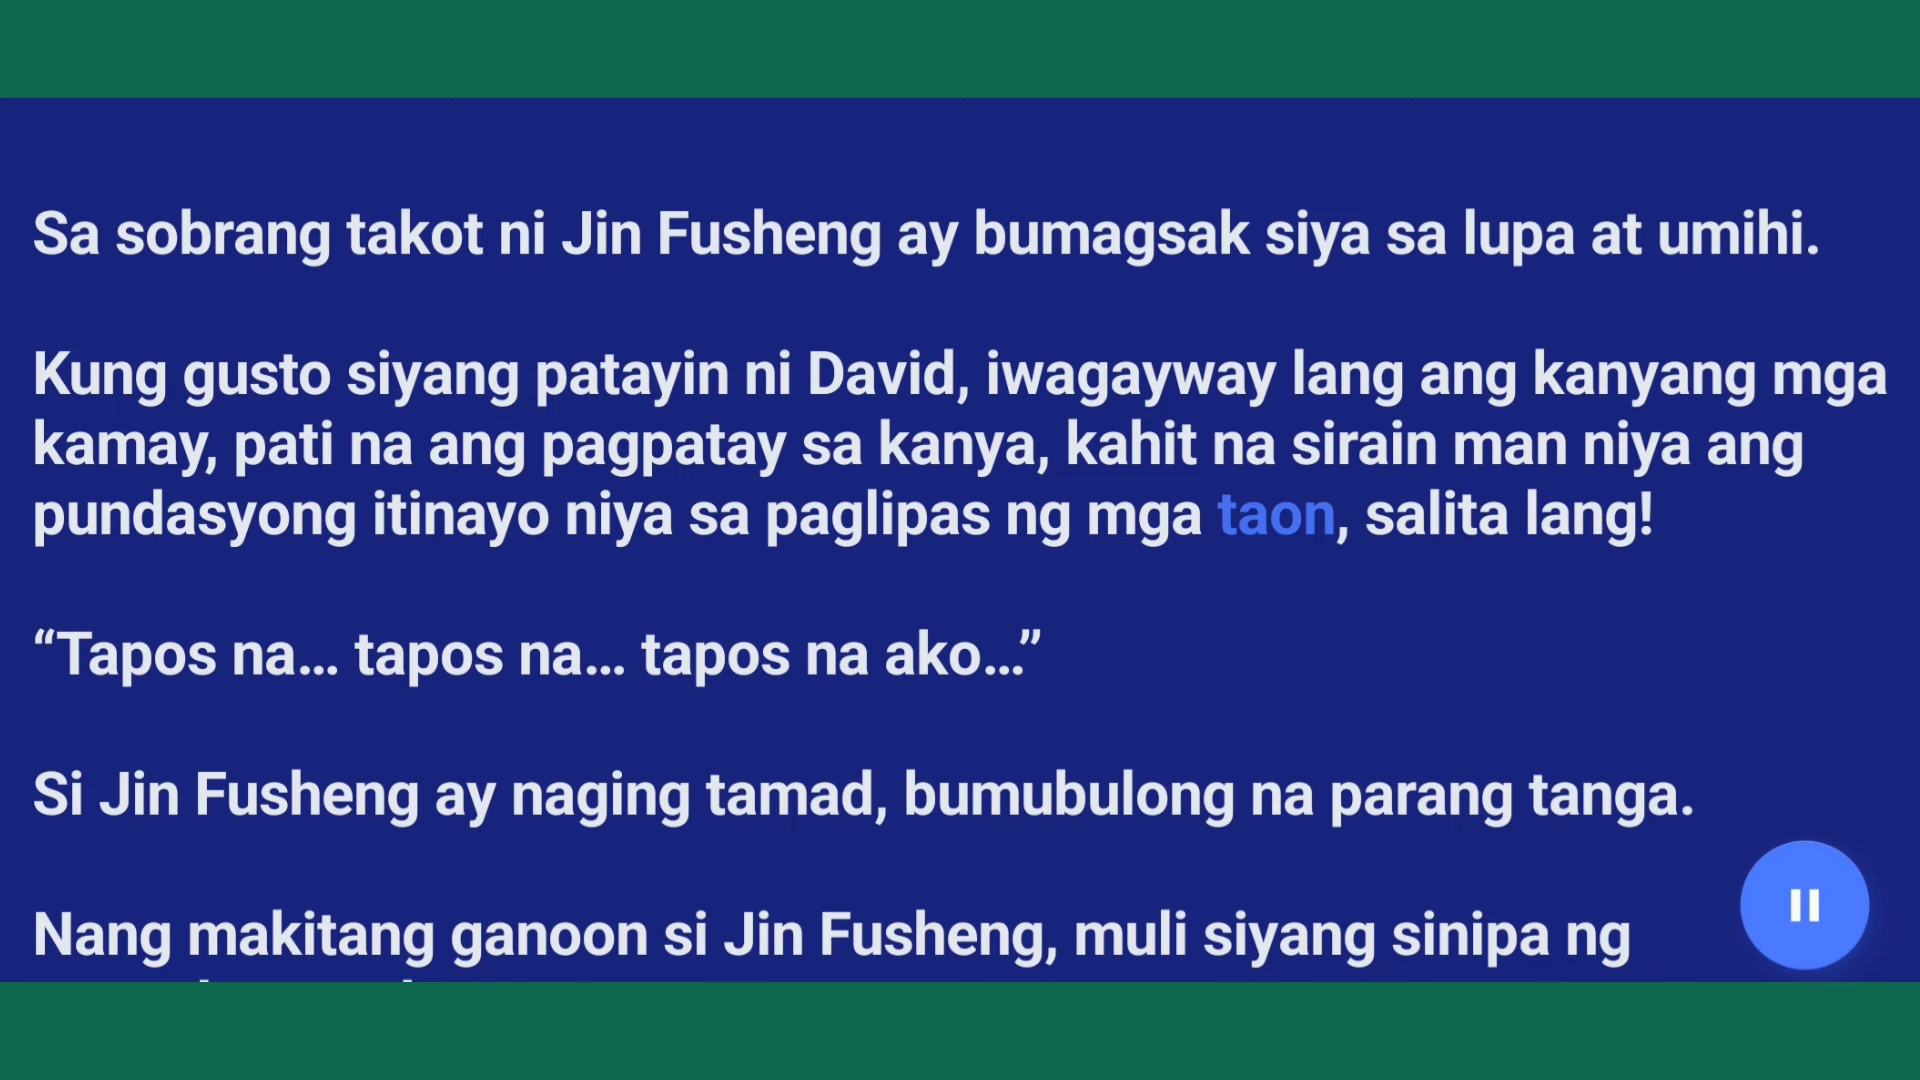 Sa sobrang takot ni Jin Fusheng ay bumagsak siya sa lupa at umihi.
Kung gusto siyang patayin ni David, iwagayway lang ang kanyang mga
kamay, pati na ang pagpatay sa kanya, kahit na sirain man niya ang
pundasyong itinayo niya sa paglipas ng mga taon, salita lang!
“Tapos na… tapos na… tapos na ako…”
Si Jin Fusheng ay naging tamad, bumubulong na parang tanga.
Nang makitang ganoon si Jin Fusheng, muli siyang sinipa ng